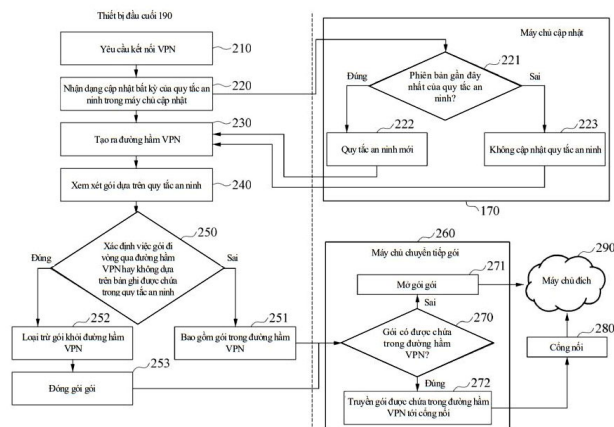 Thiết bị đầu cuối 190
Yêu cầu kết nối VPN
210
Nhận dạng cập nhật bất kỳ của quy tắc an
ninh trong máy chủ cập nhật
220
Tạo ra đường hầm VPN
230
Xem xét gói dựa trên quy tắc an ninh
240
250
Đúng
Sai
Xác định việc gói đi
vòng qua đường hầm
VPN hay không dựa
trên bản ghi được chứa
trong quy tắc an ninh
252
Loại trừ gói khỏi đường hầm
VPN
251
Bao gồm gói trong đường hầm
VPN
253
Đóng gói gói
Máy chủ cập nhật
221
Đúng
Sai
Phiên bản gần đây
nhất của quy tắc an
ninh?
222
Quy tắc an ninh mới
223
Không cập nhật quy tắc an ninh
170
260
Máy chủ chuyển tiếp gói
271
Mở gói gói
Sai
270
Gói có được chứa
trong đường hầm
VPN?
Đúng
272
Truyền gói được chứa trong đường hầm
VPN tới cổng nối
290
Máy chủ đích
280
Cổng nối